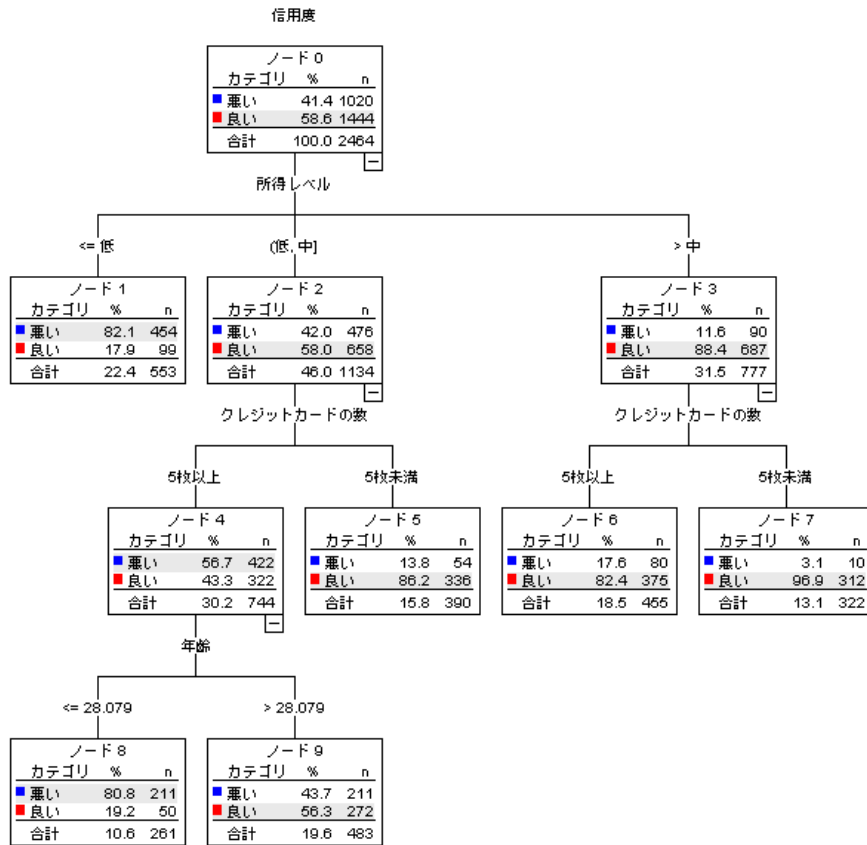 信用度
ノード 0
カテゴリ % n
悪い 41.4 1020
良い 58.6 1444
合計 100.0 2464
所得レベル
<= 低
(低, 中]
> 中
ノード 1
カテゴリ % n
悪い 82.1 454
良い 17.9 99
合計 22.4 553
ノード 2
カテゴリ % n
悪い 42.0 476
良い 58.0 658
合計 46.0 1134
ノード 3
カテゴリ % n
悪い 11.6 90
良い 88.4 687
合計 31.5 777
クレジットカードの数
クレジットカードの数
5枚以上
5枚未満
5枚以上
5枚未満
ノード 4
カテゴリ % n
悪い 56.7 422
良い 43.3 322
合計 30.2 744
ノード 5
カテゴリ % n
悪い 13.8 54
良い 86.2 336
合計 15.8 390
ノード 6
カテゴリ % n
悪い 17.6 80
良い 82.4 375
合計 18.5 455
ノード 7
カテゴリ % n
悪い 3.1 10
良い 96.9 312
合計 13.1 322
年齢
<= 28.079
> 28.079
ノード 8
カテゴリ % n
悪い 80.8 211
良い 19.2 50
合計 10.6 261
ノード 9
カテゴリ % n
悪い 43.7 211
良い 56.3 272
合計 19.6 483